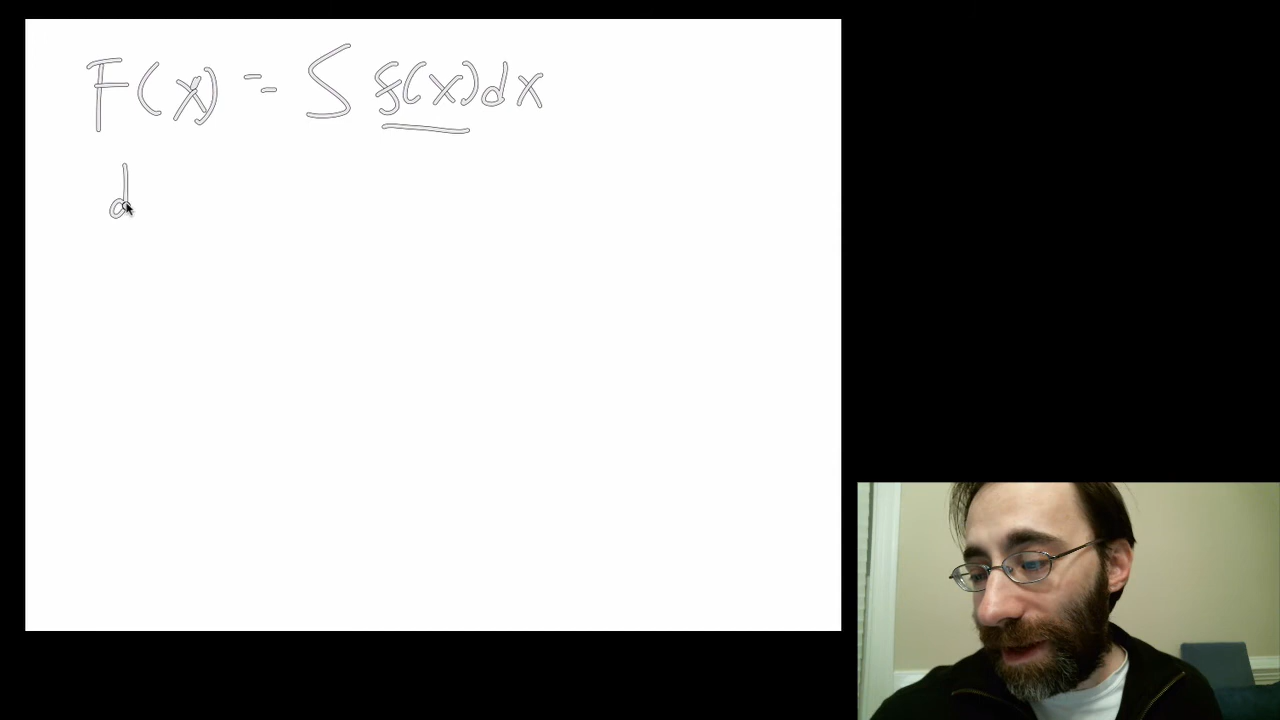 F(x) = ∫ f(x)dx
d